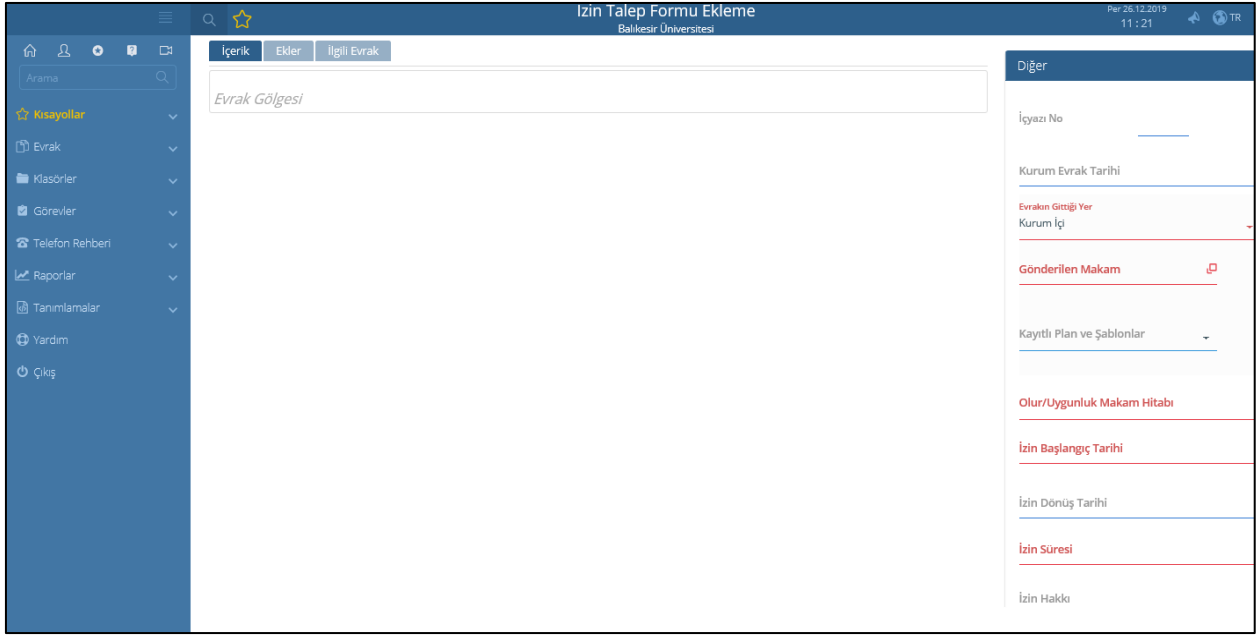 İzin Talep Formu Ekleme
Balıkesir Üniversitesi
Per 26.12.2019
11 : 21
TR
Arama
Kısayollar
Evrak
Klasörler
Görevler
Telefon Rehberi
Raporlar
Tanımlamalar
Yardım
Çıkış
İçerik
Ekler
İlgili Evrak
Evrak Gölgesi
Diğer
İçyazı No
Kurum Evrak Tarihi
Evrakın Gittiği Yer
Kurum İçi
Gönderilen Makam
Kayıtlı Plan ve Şablonlar
Olur/Uygunluk Makam Hitabı
İzin Başlangıç Tarihi
İzin Dönüş Tarihi
İzin Süresi
İzin Hakkı